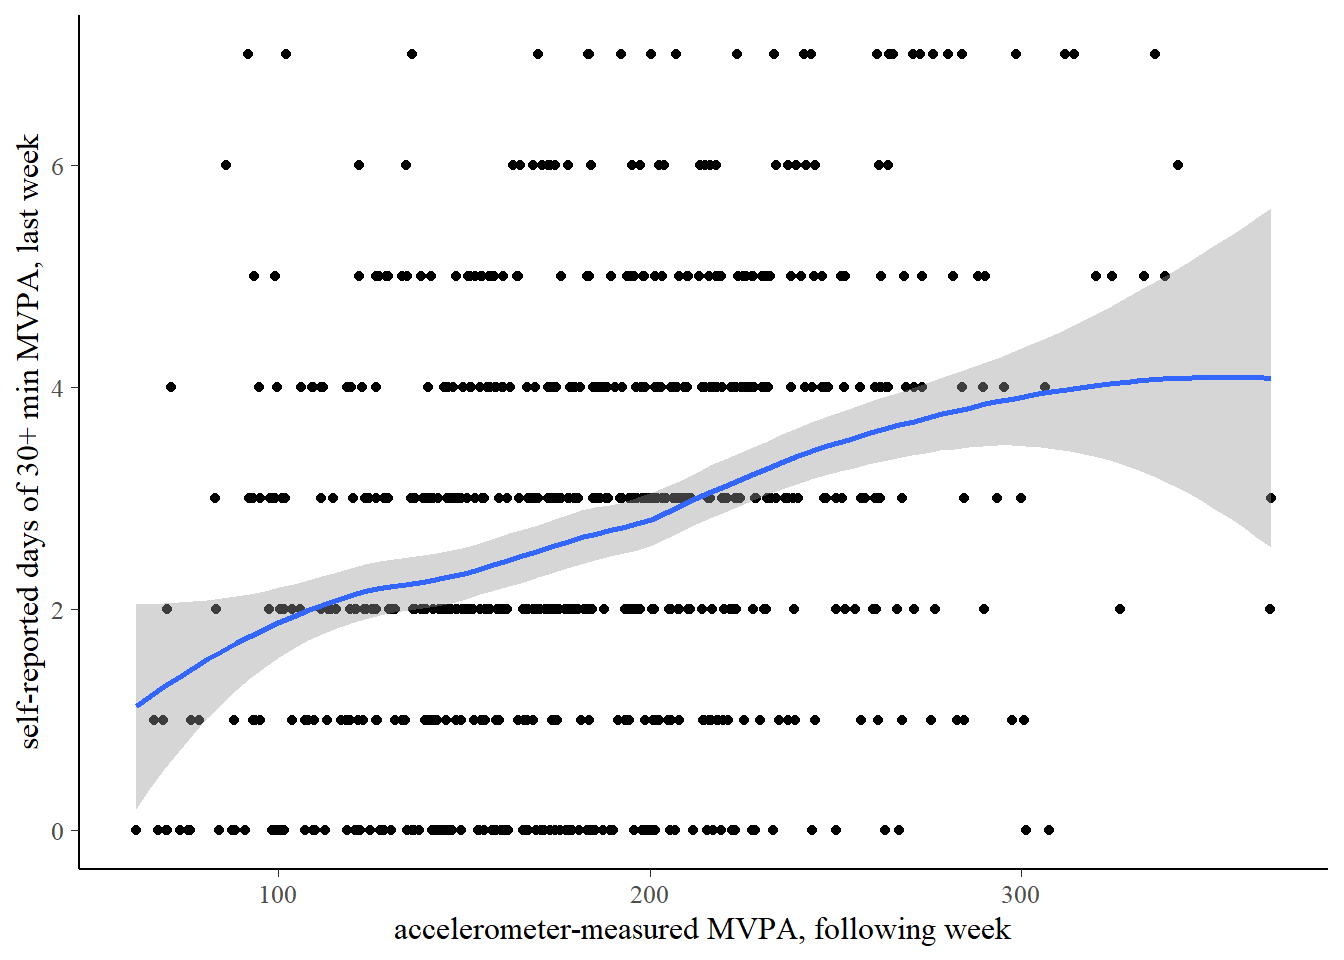 self-reported days of 30+ min MVPA, last week
6
4
2
0
100 200 300
accelerometer-measured MVPA, following week